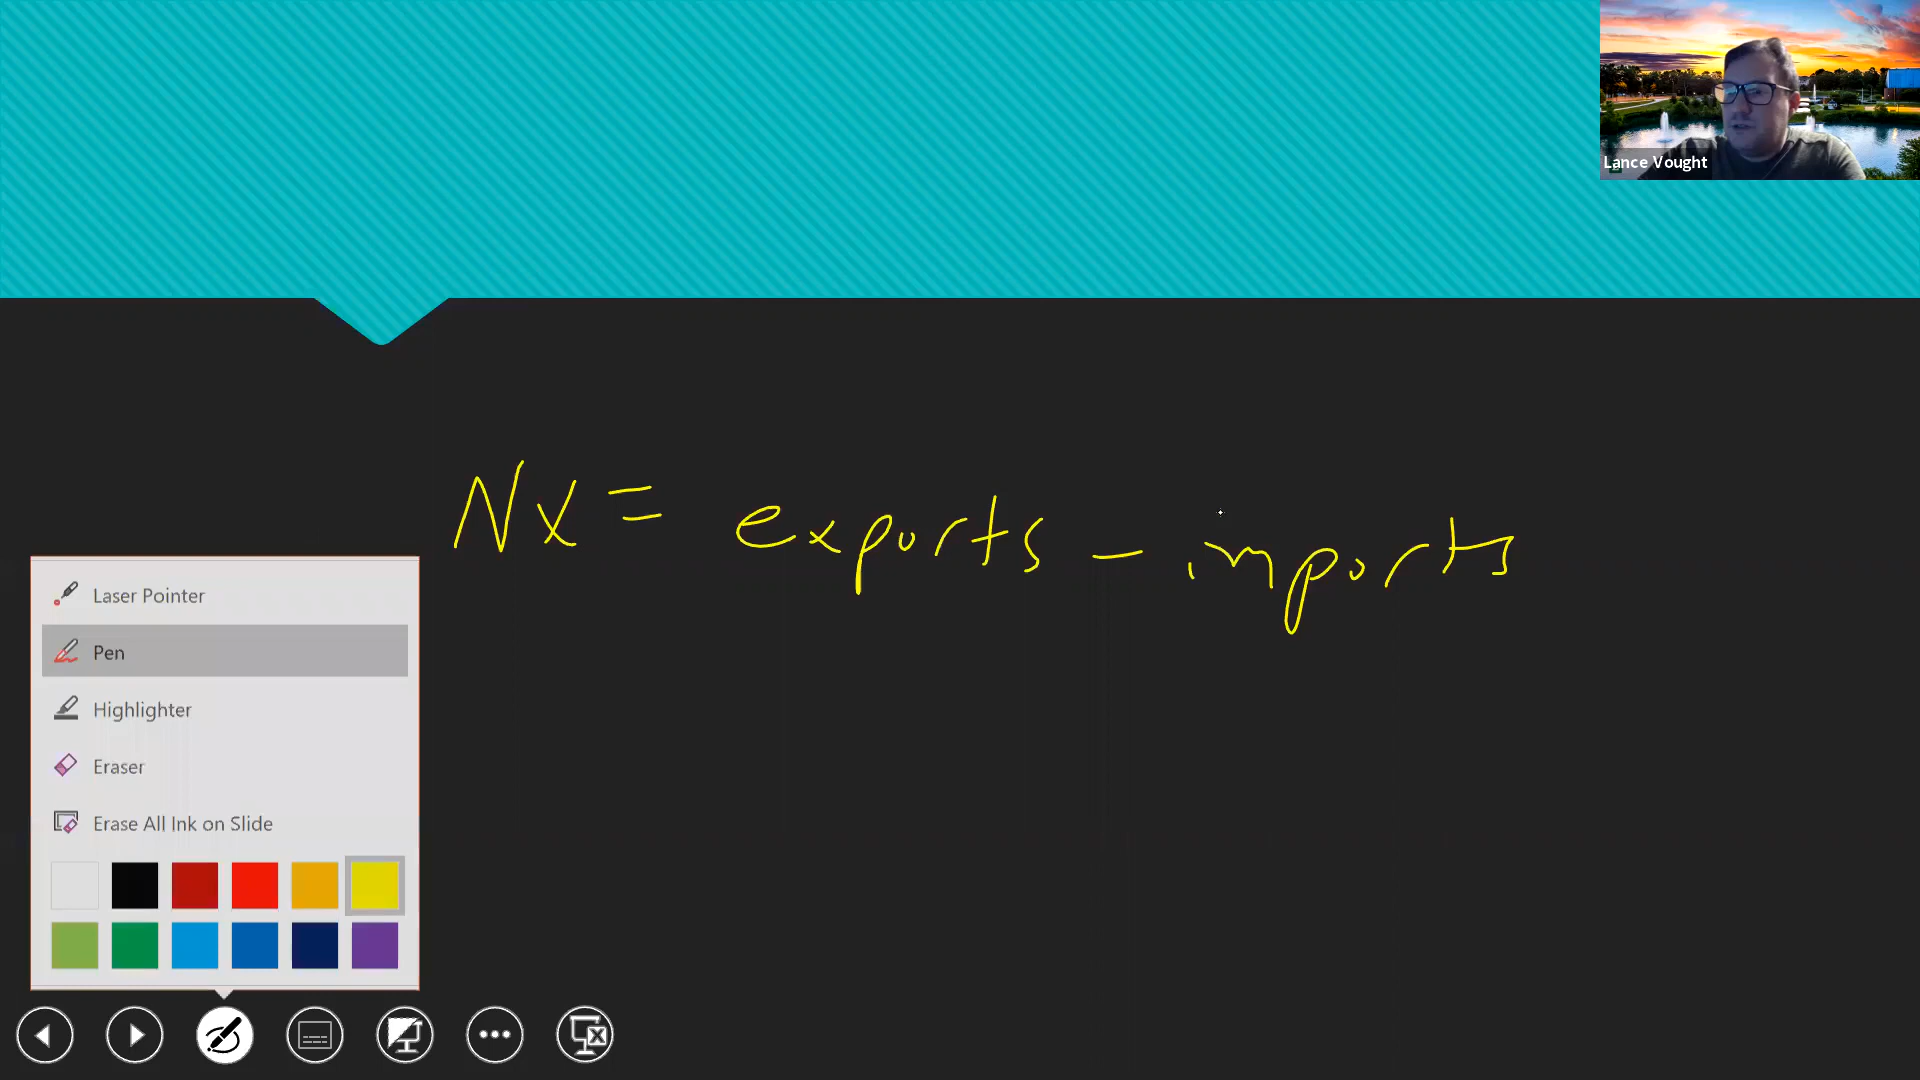 Lance Vought
Nx = exports - imports
Laser Pointer
Pen
Highlighter
Eraser
Erase All Ink on Slide